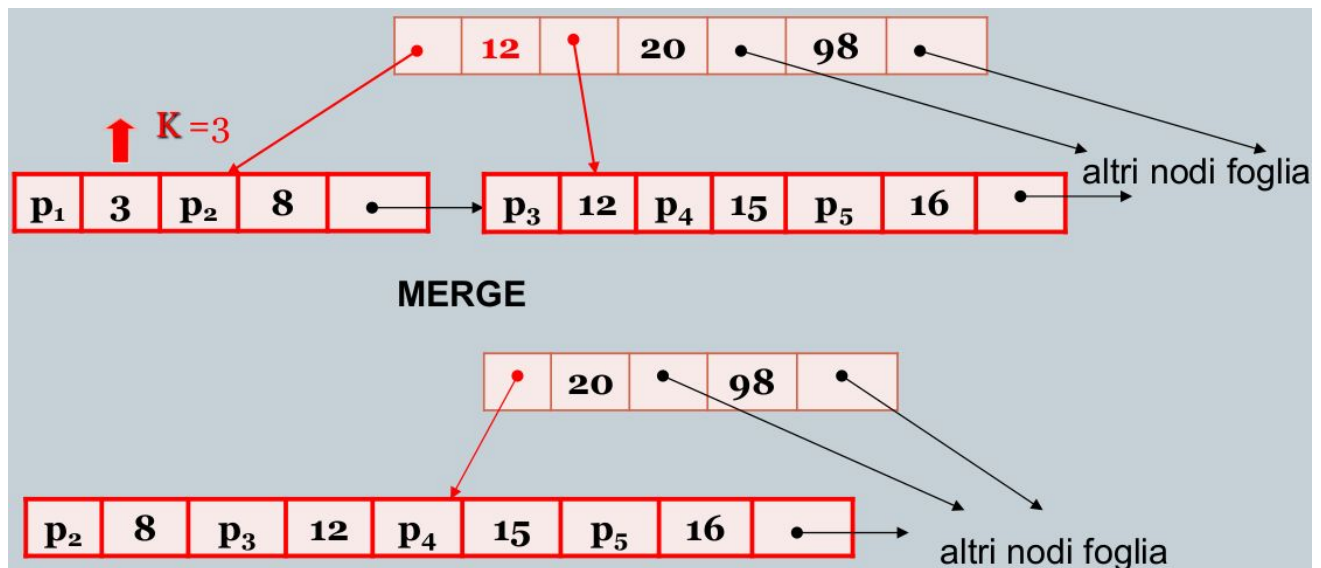 12 20 98
K =3
altri nodi foglia
p₁ 3 p₂ 8 p₃ 12 p₄ 15 p₅ 16
MERGE
20 98
p₂ 8 p₃ 12 p₄ 15 p₅ 16
altri nodi foglia